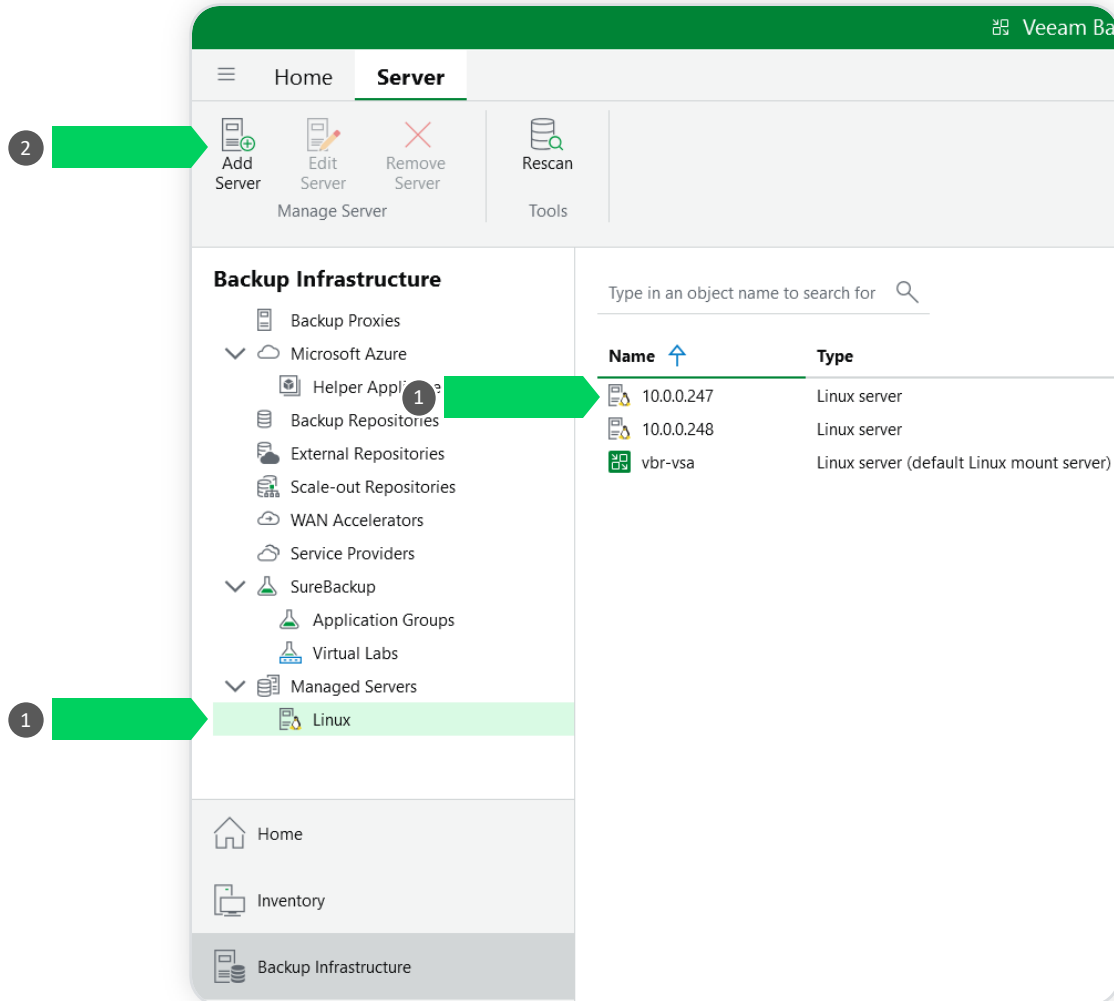 Veeam Ba
Home Server
2
Add Server
Edit Server
Remove Server
Rescan
Manage Server
Tools
Backup Infrastructure
Backup Proxies
Microsoft Azure
Helper
Backup Repositories
External Repositories
Scale-out Repositories
WAN Accelerators
Service Providers
SureBackup
Application Groups
Virtual Labs
Managed Servers
1
Linux
Home
Inventory
Backup Infrastructure
Type in an object name to search for
Name Type
1
10.0.0.247 Linux server
10.0.0.248 Linux server
vbr-vsa Linux server (default Linux mount server)